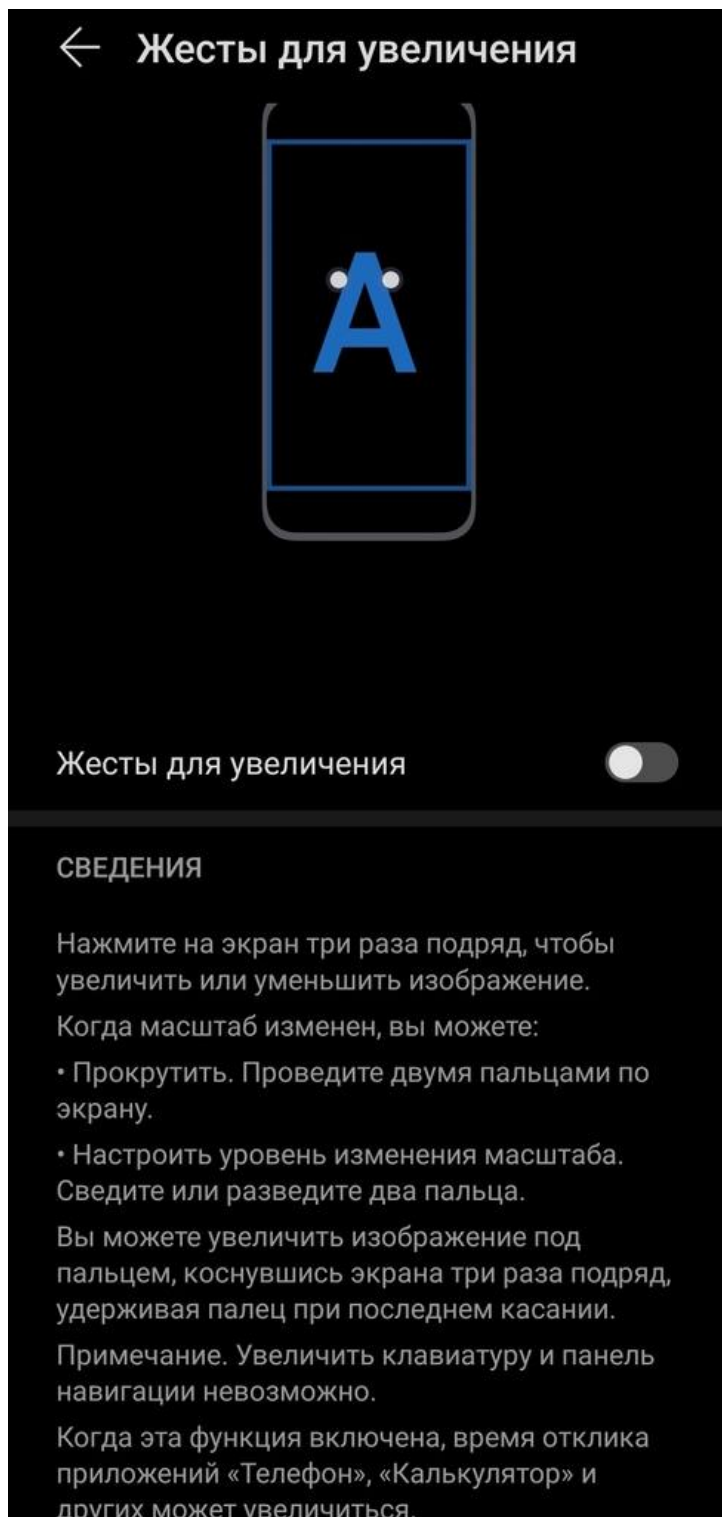 Жесты для увеличения
A
Жесты для увеличения
СВЕДЕНИЯ
Нажмите на экран три раза подряд, чтобы
увеличить или уменьшить изображение.
Когда масштаб изменен, вы можете:
• Прокрутить. Проведите двумя пальцами по
экрану.
• Настроить уровень изменения масштаба.
Сведите или разведите два пальца.
Вы можете увеличить изображение под
пальцем, коснувшись экрана три раза подряд,
удерживая палец при последнем касании.
Примечание. Увеличить клавиатуру и панель
навигации невозможно.
Когда эта функция включена, время отклика
приложений «Телефон», «Калькулятор» и
других может увеличиться.